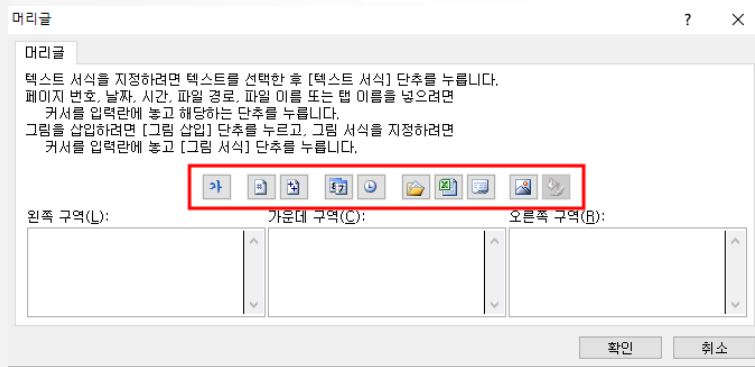 머리글
? ×
머리글
텍스트 서식을 지정하려면 텍스트를 선택한 후 [텍스트 서식] 단추를 누릅니다.
페이지 번호, 날짜, 시간, 파일 경로, 파일 이름 또는 탭 이름을 넣으려면
커서를 입력란에 놓고 해당하는 단추를 누릅니다.
그림을 삽입하려면 [그림 삽입] 단추를 누르고, 그림 서식을 지정하려면
커서를 입력란에 놓고 [그림 서식] 단추를 누릅니다.
가
왼쪽 구역(L): 가운데 구역(C): 오른쪽 구역(R):
확인 취소